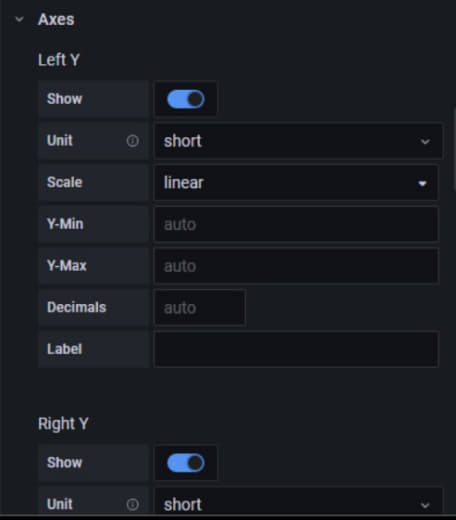 Axes
Left Y
Show
Unit short
Scale linear
Y-Min auto
Y-Max auto
Decimals auto
Label
Right Y
Show
Unit short